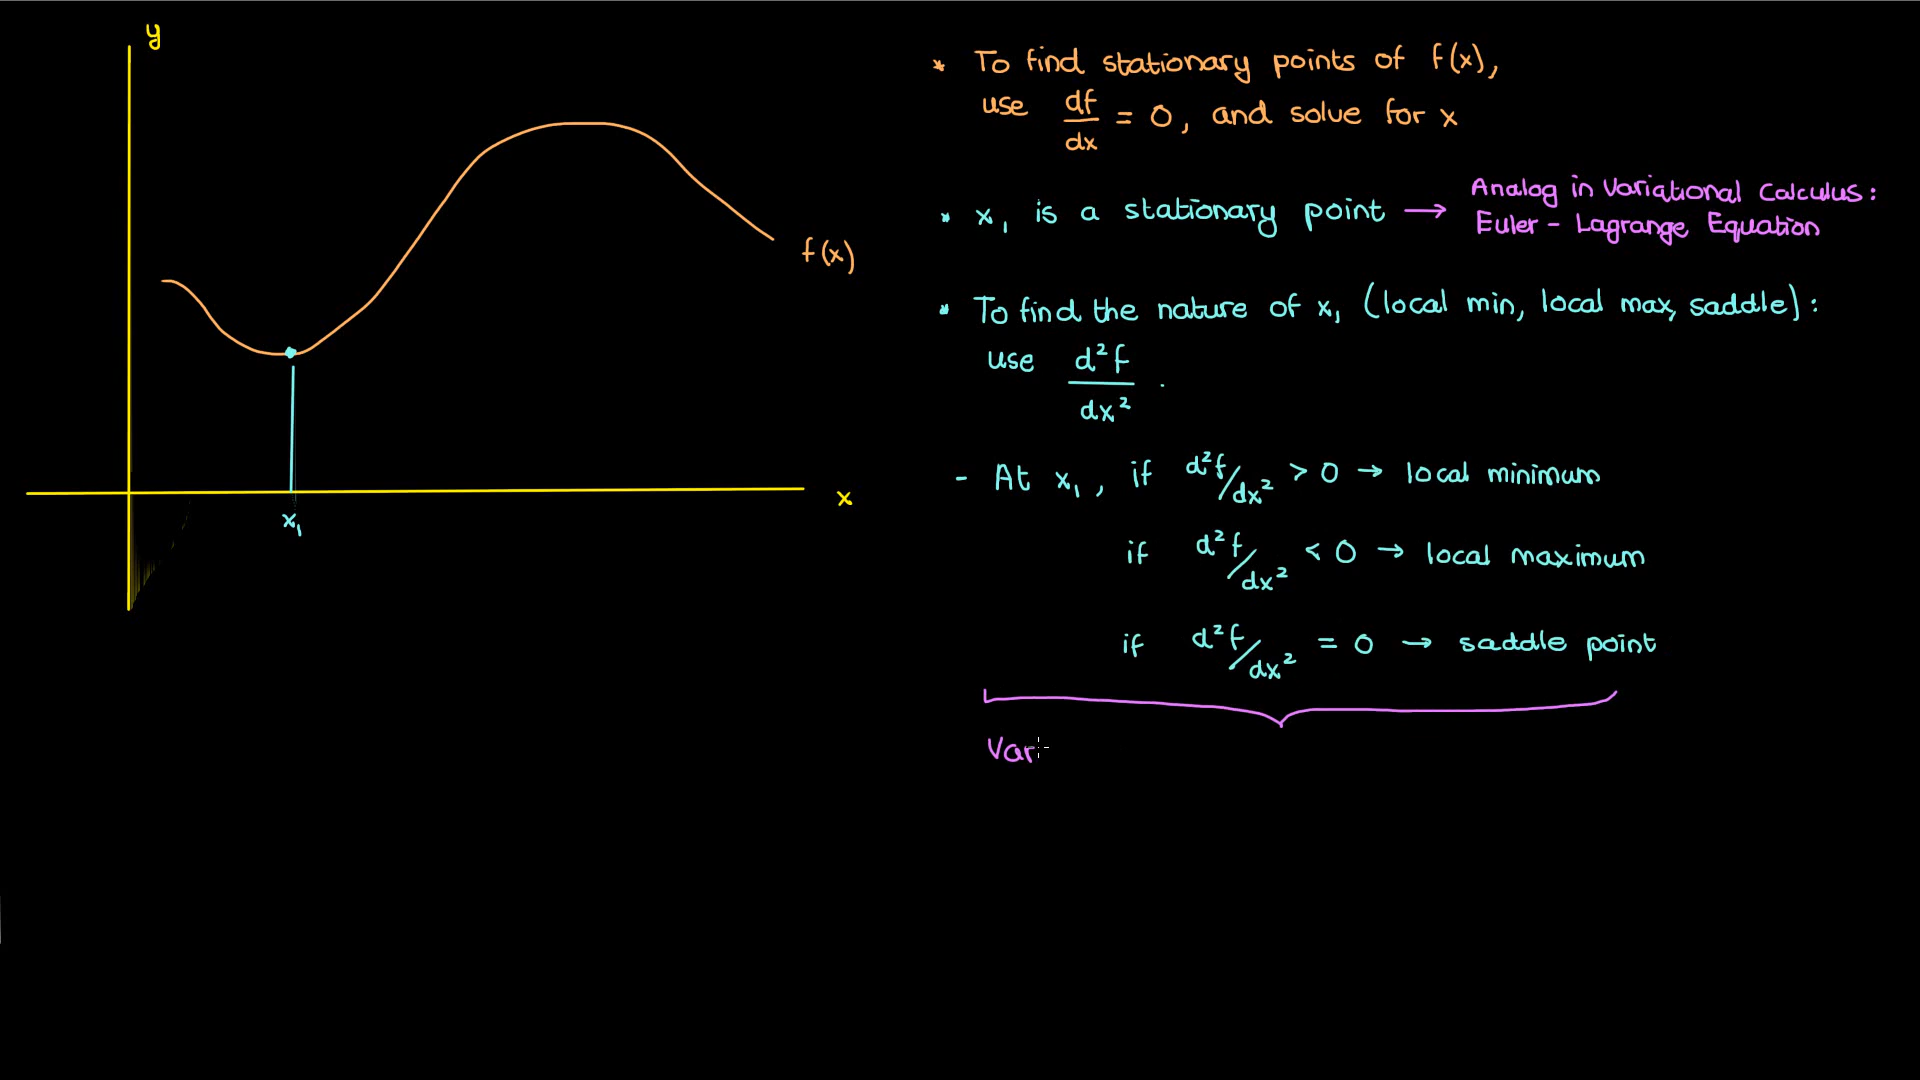 y
f(x)
x
x₁
* To find stationary points of f(x),
use df/dx = 0, and solve for x
* x₁ is a stationary point → Analog in Variational Calculus:
Euler - Lagrange Equation
* To find the nature of x₁ (local min, local max, saddle):
use d²f/dx² .
- At x₁, if d²f/dx² > 0 → local minimum
if d²f/dx² < 0 → local maximum
if d²f/dx² = 0 → saddle point
Var